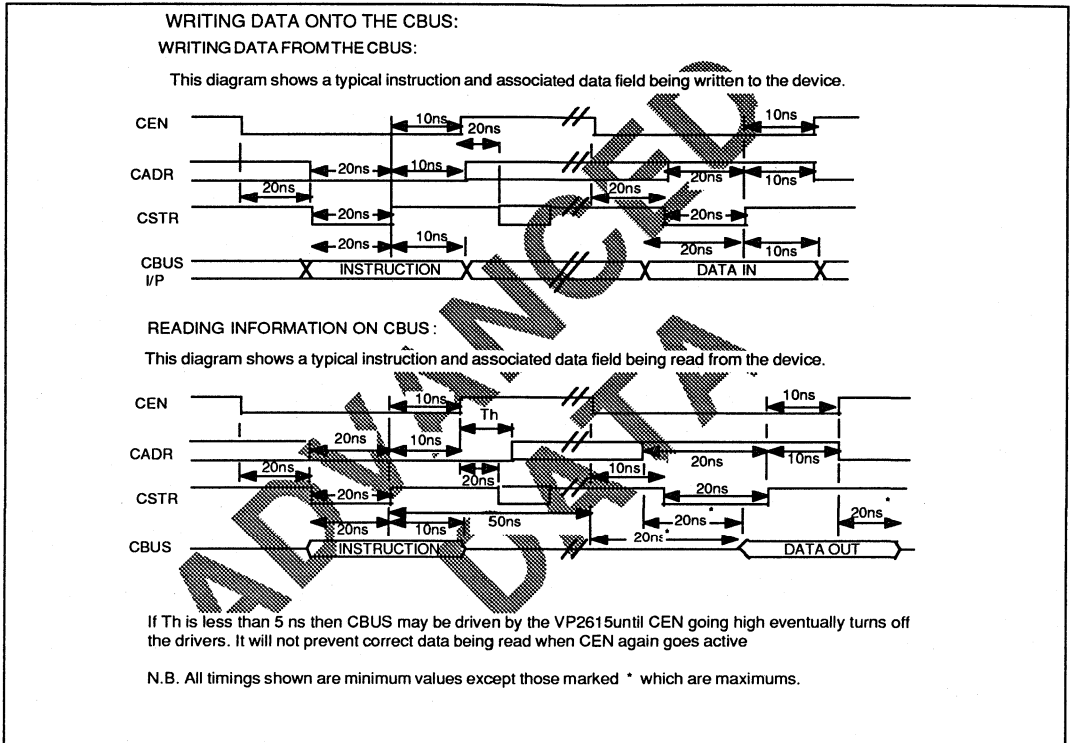 WRITING DATA ONTO THE CBUS:
WRITING DATA FROM THE CBUS:
This diagram shows a typical instruction and associated data field being written to the device.
CEN 10ns 20ns 10ns
CADR 20ns 10ns 20ns 10ns
20ns 20ns
CSTR 20ns 20ns
20ns 10ns 20ns 10ns
CBUS I/P INSTRUCTION DATA IN
READING INFORMATION ON CBUS :
This diagram shows a typical instruction and associated data field being read from the device.
CEN 10ns Th 10ns
CADR 20ns 10ns 20ns 10ns
20ns 20ns 10ns
CSTR 20ns 20ns
50ns 20ns * 20ns *
20ns 10ns 20ns *
CBUS INSTRUCTION DATA OUT
If Th is less than 5 ns then CBUS may be driven by the VP2615until CEN going high eventually turns off
the drivers. It will not prevent correct data being read when CEN again goes active
N.B. All timings shown are minimum values except those marked * which are maximums.
ADVANCED
DATA